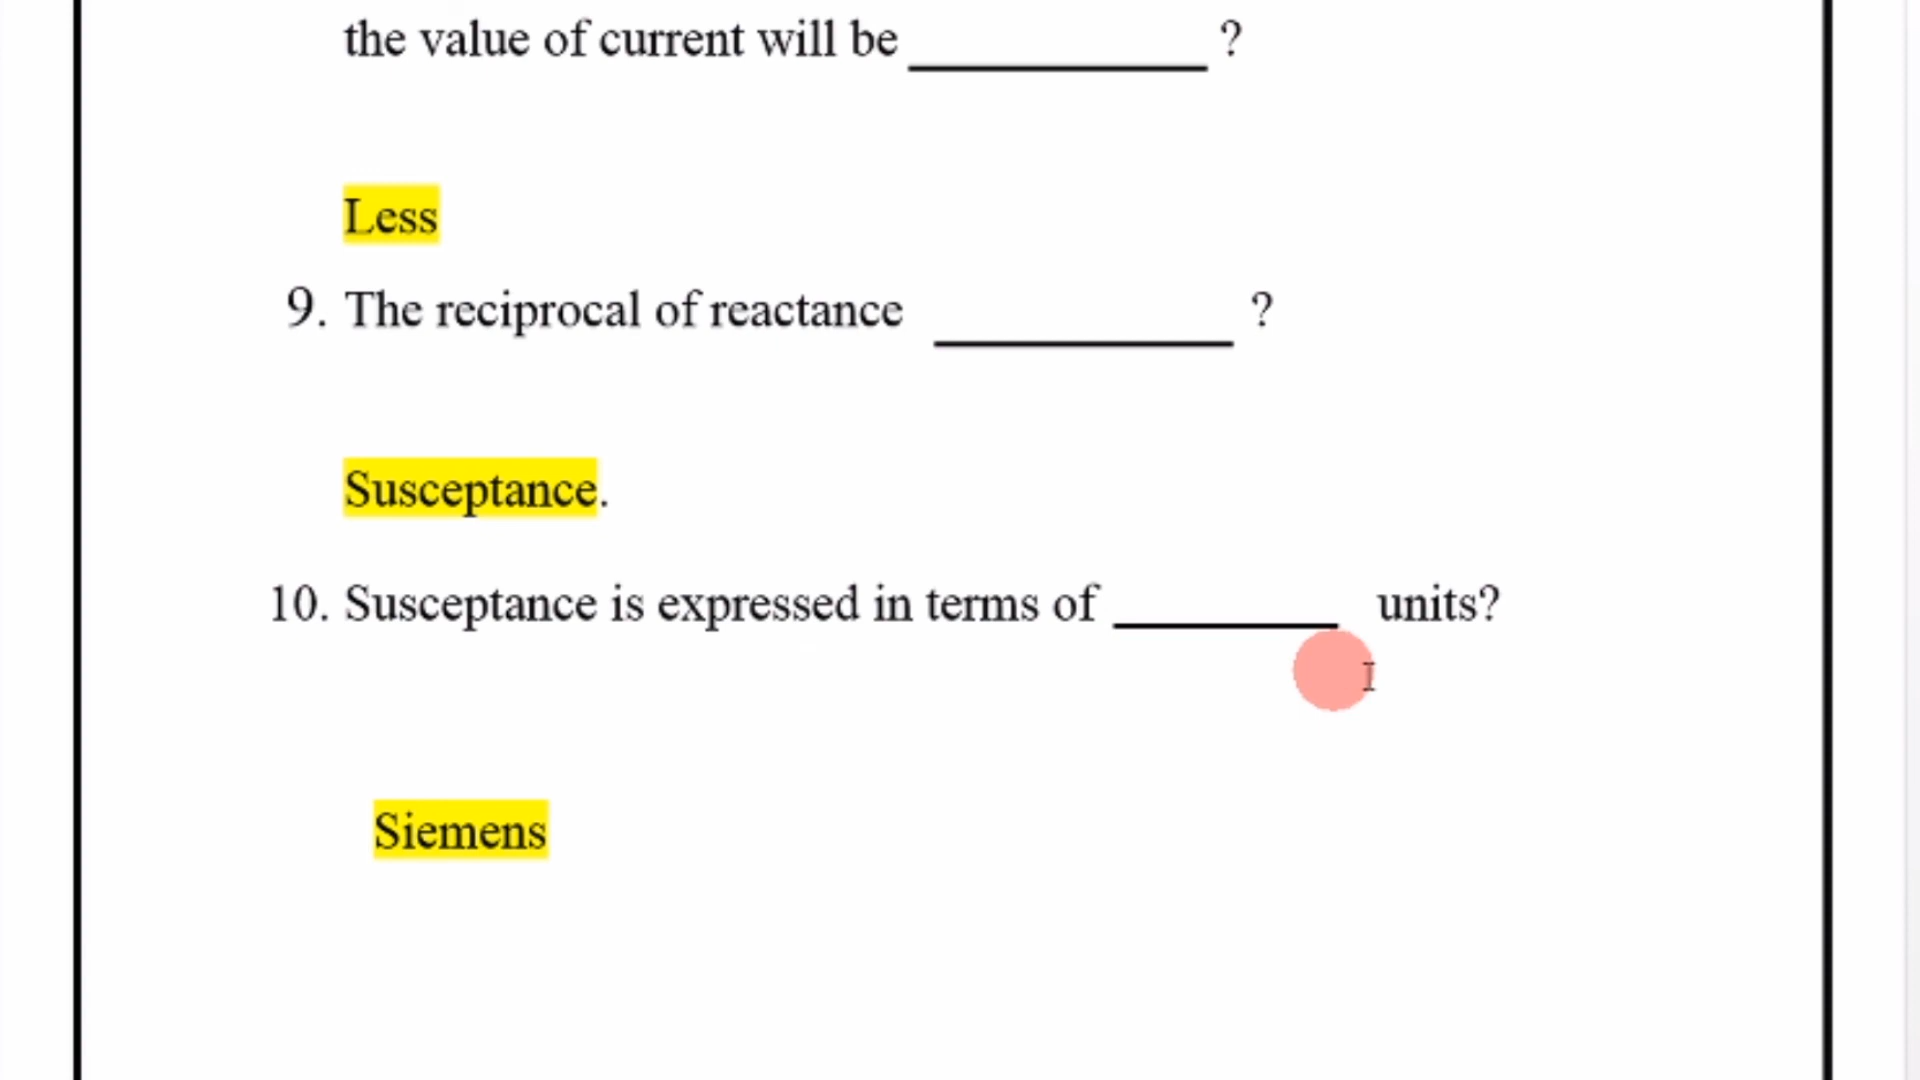 the value of current will be __________ ?
Less
9. The reciprocal of reactance __________ ?
Susceptance.
10. Susceptance is expressed in terms of ________ units?
Siemens